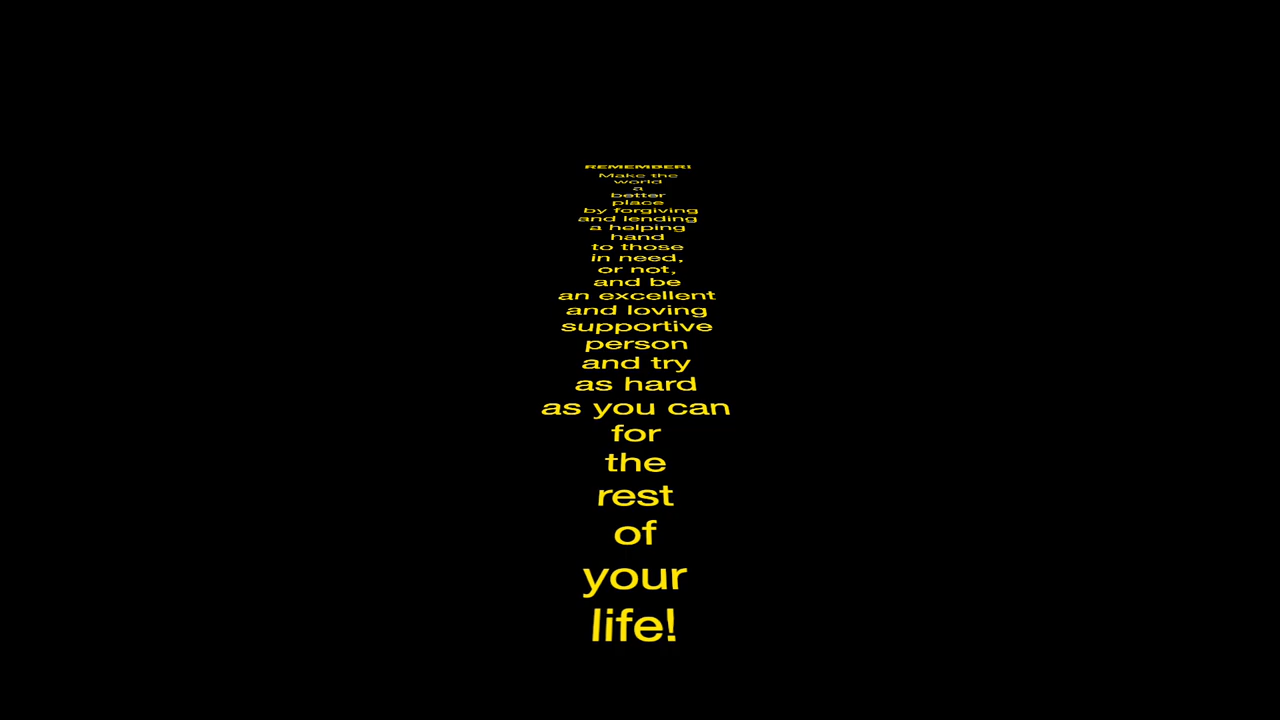 REMEMBER!
Make the
world
a
better
place
by forgiving
and lending
a helping
hand
to those
in need,
or not,
and be
an excellent
and loving
supportive
person
and try
as hard
as you can
for
the
rest
of
your
life!